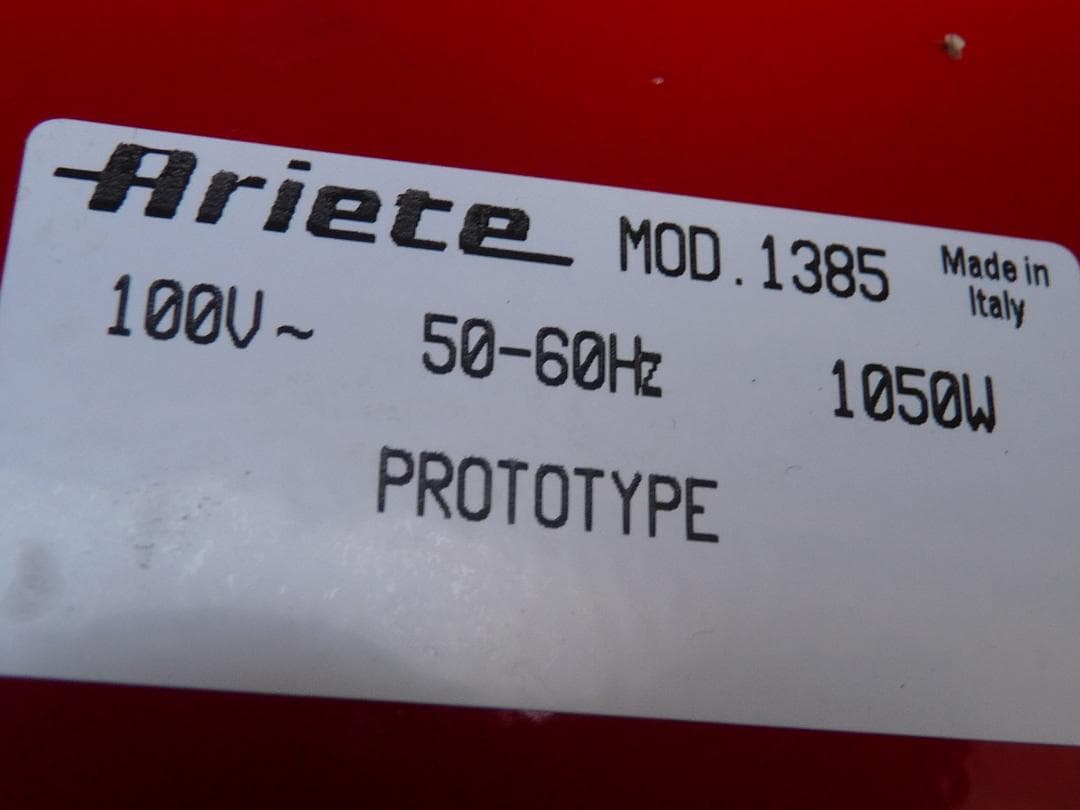 Ariete MOD.1385 Made in Italy
100V~ 50-60Hz 1050W
PROTOTYPE